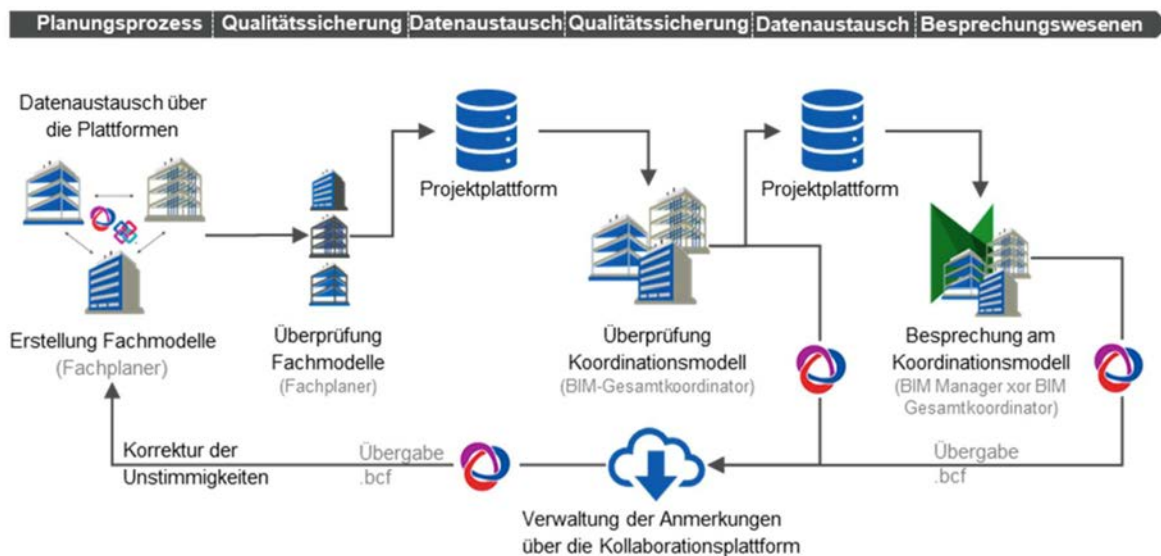 Planungsprozess
Qualitätssicherung
Datenaustausch
Qualitätssicherung
Datenaustausch
Besprechungswesenen
Datenaustausch über
die Plattformen
Projektplattform
Projektplattform
Erstellung Fachmodelle
(Fachplaner)
Überprüfung
Fachmodelle
(Fachplaner)
Überprüfung
Koordinationsmodell
(BIM-Gesamtkoordinator)
Besprechung am
Koordinationsmodell
(BIM Manager xor BIM
Gesamtkoordinator)
Korrektur der
Unstimmigkeiten
Übergabe
.bcf
Übergabe
.bcf
Verwaltung der Anmerkungen
über die Kollaborationsplattform